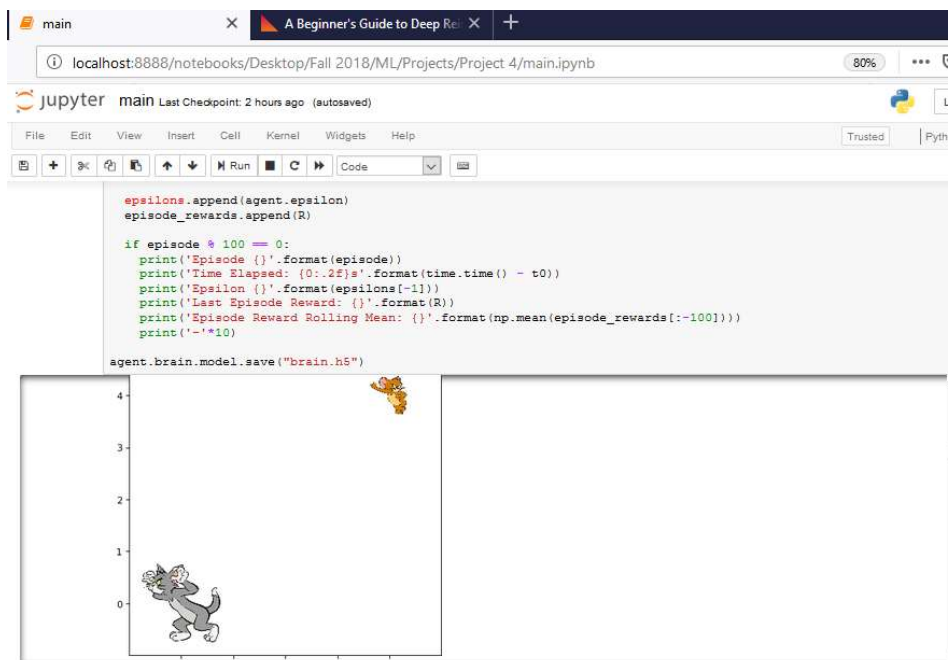 main
A Beginner's Guide to Deep Rei
localhost:8888/notebooks/Desktop/Fall 2018/ML/Projects/Project 4/main.ipynb
80%
jupyter main Last Checkpoint: 2 hours ago (autosaved)
File Edit View Insert Cell Kernel Widgets Help
Trusted
Pyth
Run
Code
epsilons.append(agent.epsilon)
episode_rewards.append(R)
if episode % 100 == 0:
print('Episode {}'.format(episode))
print('Time Elapsed: {0:.2f}s'.format(time.time() - t0))
print('Epsilon {}'.format(epsilons[-1]))
print('Last Episode Reward: {}'.format(R))
print('Episode Reward Rolling Mean: {}'.format(np.mean(episode_rewards[:-100])))
print('-'*10)
agent.brain.model.save("brain.h5")
4
3
2
1
0